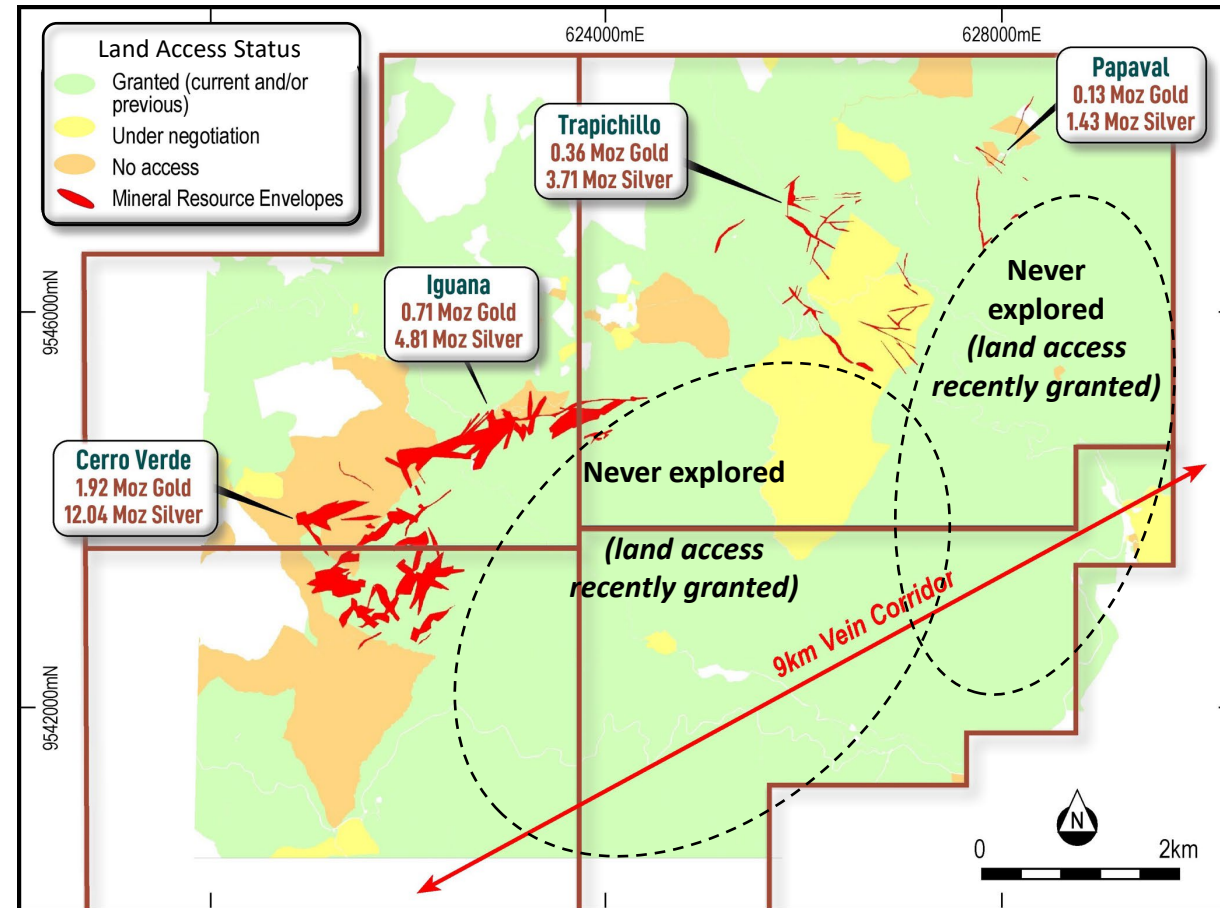 624000mE
628000mE
Land Access Status
Granted (current and/or
previous)
Under negotiation
No access
Mineral Resource Envelopes
Papaval
0.13 Moz Gold
1.43 Moz Silver
Trapichillo
0.36 Moz Gold
3.71 Moz Silver
9546000mN
Iguana
0.71 Moz Gold
4.81 Moz Silver
Never
explored
(land access
recently granted)
Cerro Verde
1.92 Moz Gold
12.04 Moz Silver
Never explored
(land access
recently granted)
9km Vein Corridor
9542000mN
N
0 2km